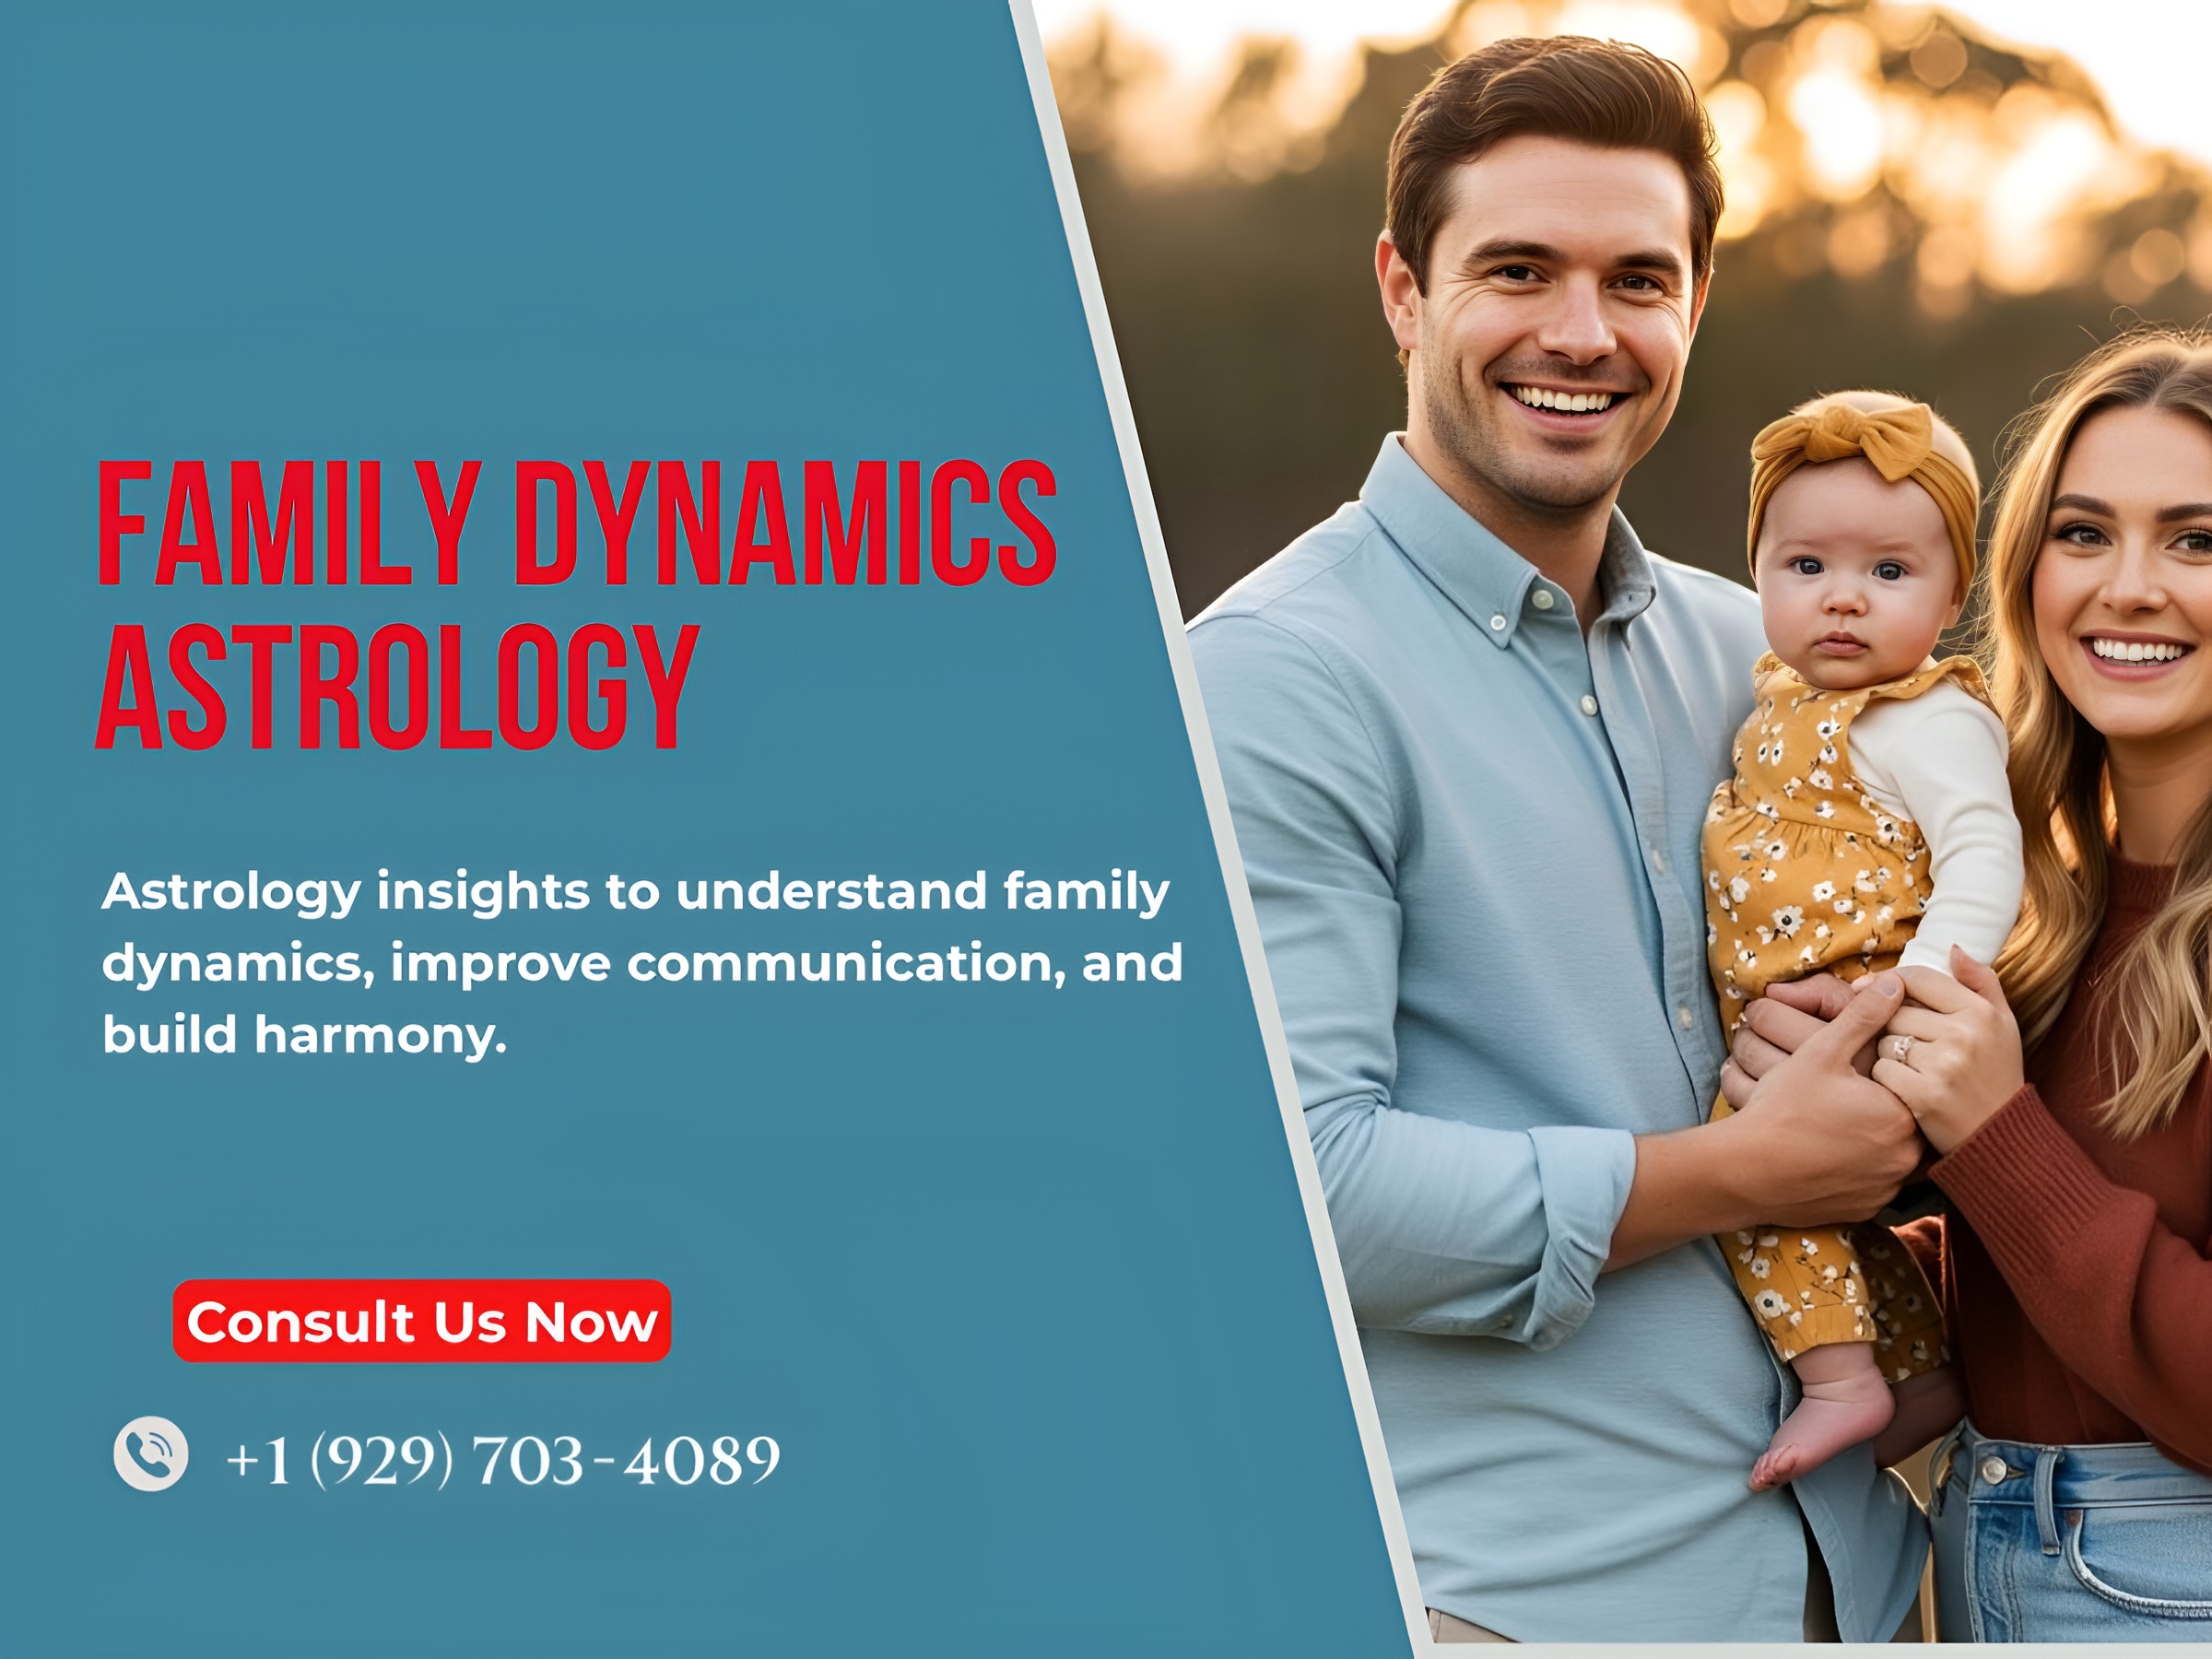 FAMILY DYNAMICS
ASTROLOGY
Astrology insights to understand family
dynamics, improve communication, and
build harmony.
Consult Us Now
+1 (929) 703-4089